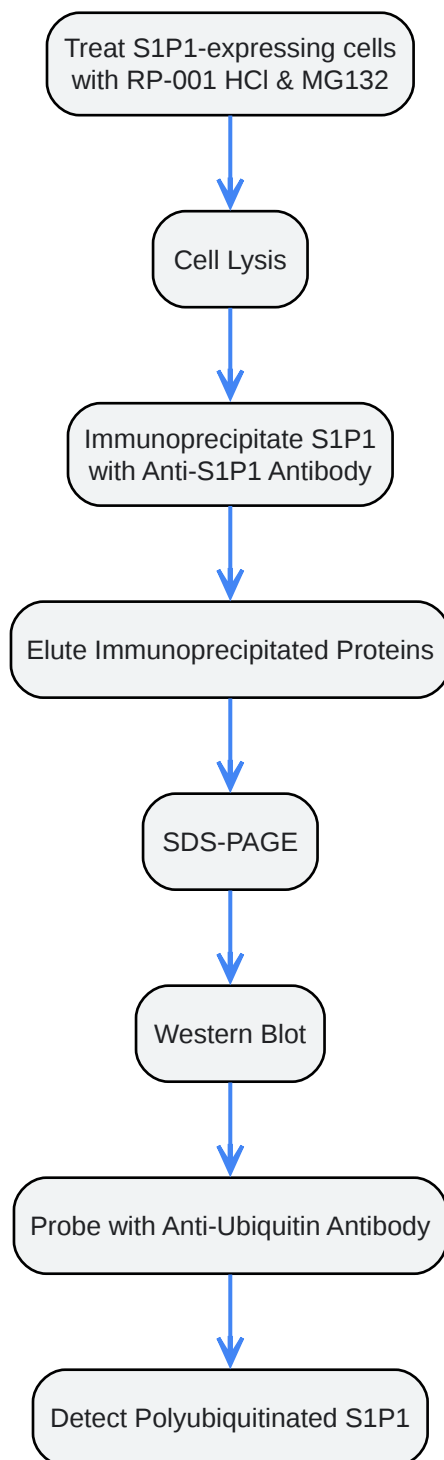 Treat S1P1-expressing cells
with RP-001 HCl & MG132
Cell Lysis
Immunoprecipitate S1P1
with Anti-S1P1 Antibody
Elute Immunoprecipitated Proteins
SDS-PAGE
Western Blot
Probe with Anti-Ubiquitin Antibody
Detect Polyubiquitinated S1P1